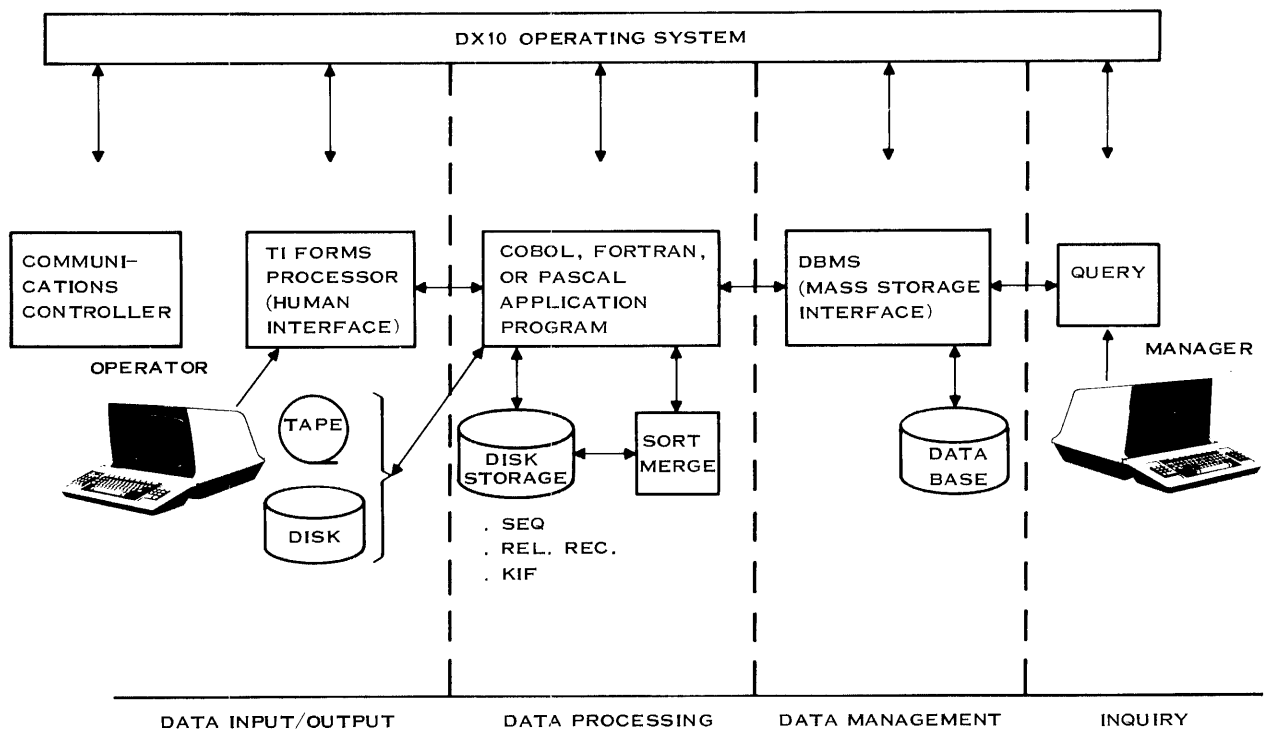 DX10 OPERATING SYSTEM
COMMUNI-
CATIONS
CONTROLLER
TI FORMS
PROCESSOR
(HUMAN
INTERFACE)
COBOL, FORTRAN,
OR PASCAL
APPLICATION
PROGRAM
DBMS
(MASS STORAGE
INTERFACE)
QUERY
OPERATOR
MANAGER
TAPE
DISK
DISK
STORAGE
SORT
MERGE
DATA
BASE
. SEQ
. REL. REC.
. KIF
DATA INPUT/OUTPUT
DATA PROCESSING
DATA MANAGEMENT
INQUIRY